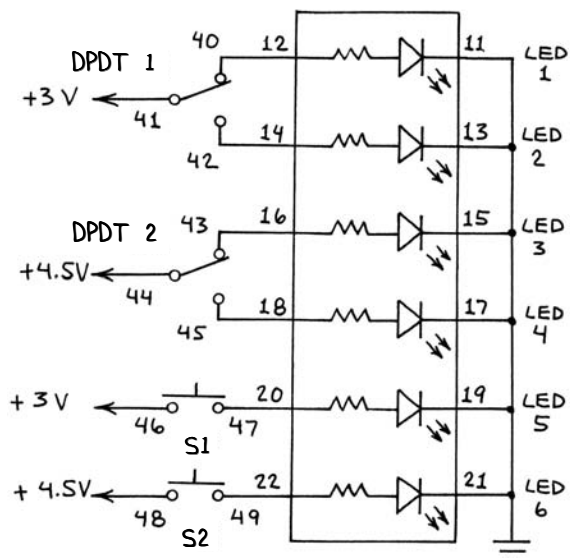 40 12 11 LED 1
DPDT 1
+3 V
41
14 13 LED 2
42
43 16 15 LED 3
DPDT 2
+4.5V
44
18 17 LED 4
45
+ 3 V 20 19 LED 5
46 47
S1
+ 4.5V 22 21 LED 6
48 49
S2